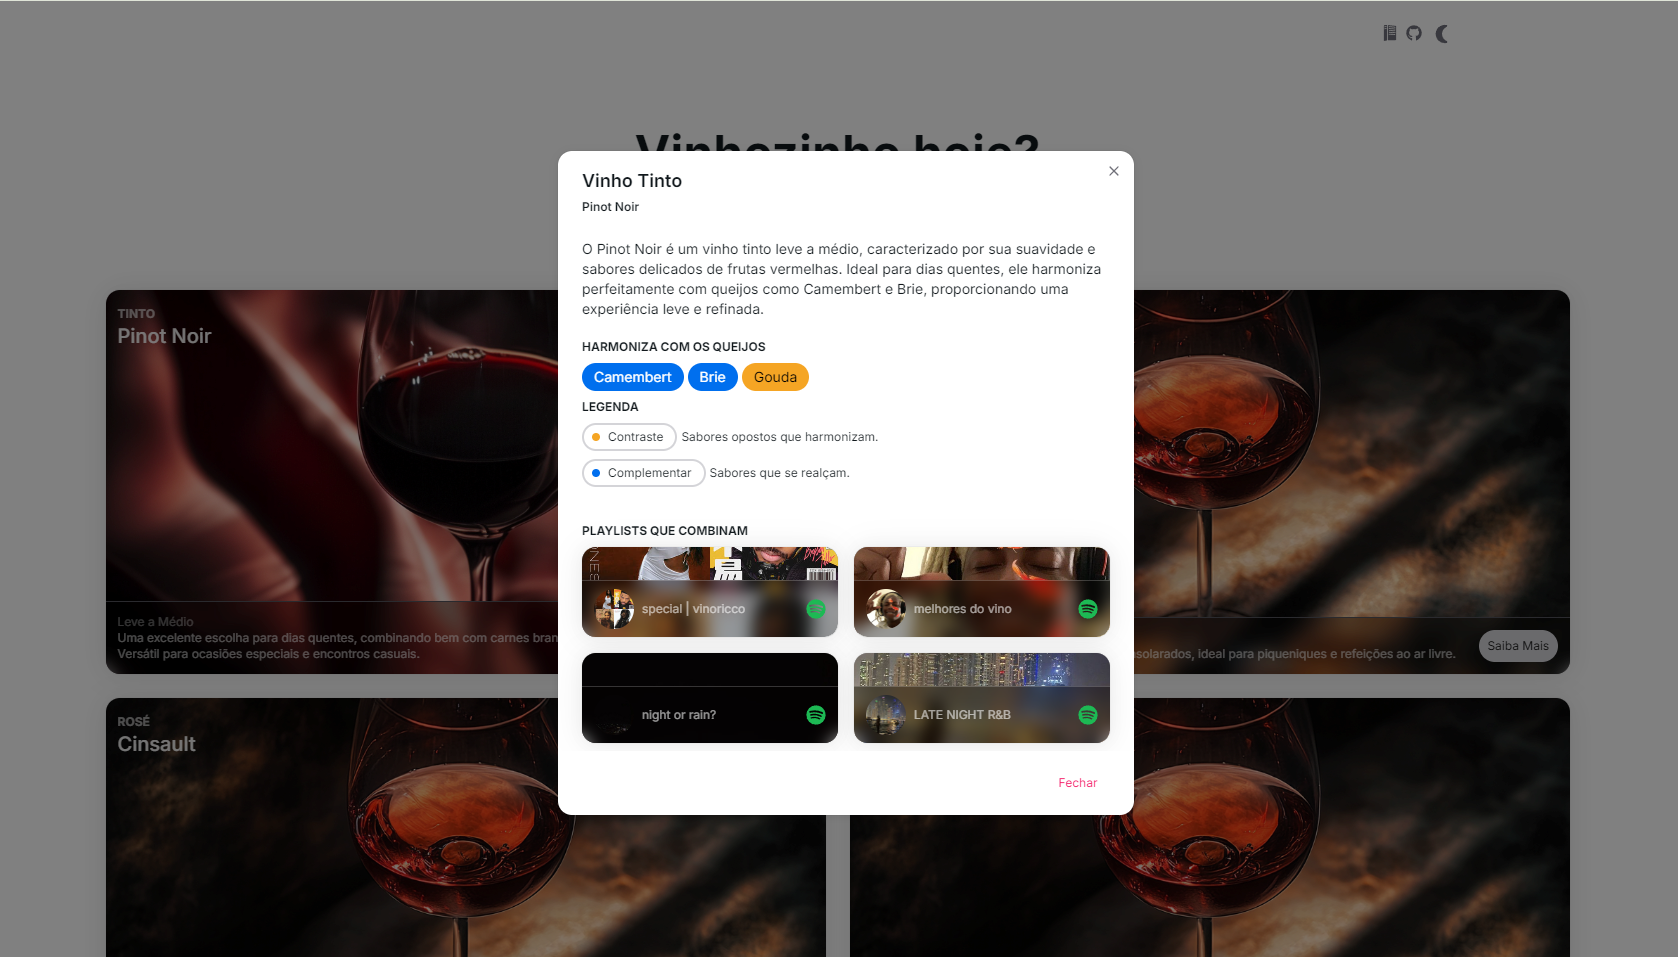 Vinhozinho hoje?
Vinho Tinto
Pinot Noir
O Pinot Noir é um vinho tinto leve a médio, caracterizado por sua suavidade e
sabores delicados de frutas vermelhas. Ideal para dias quentes, ele harmoniza
perfeitamente com queijos como Camembert e Brie, proporcionando uma
experiência leve e refinada.
HARMONIZA COM OS QUEIJOS
Camembert Brie Gouda
LEGENDA
Contraste Sabores opostos que harmonizam.
Complementar Sabores que se realçam.
PLAYLISTS QUE COMBINAM
special | vinoricco
melhores do vino
night or rain?
LATE NIGHT R&B
Fechar
TINTO
Pinot Noir
Leve a Médio
Uma excelente escolha para dias quentes, combinando bem com carnes bran
Versátil para ocasiões especiais e encontros casuais.
nsolarados, ideal para piqueniques e refeições ao ar livre.
Saiba Mais
ROSÉ
Cinsault